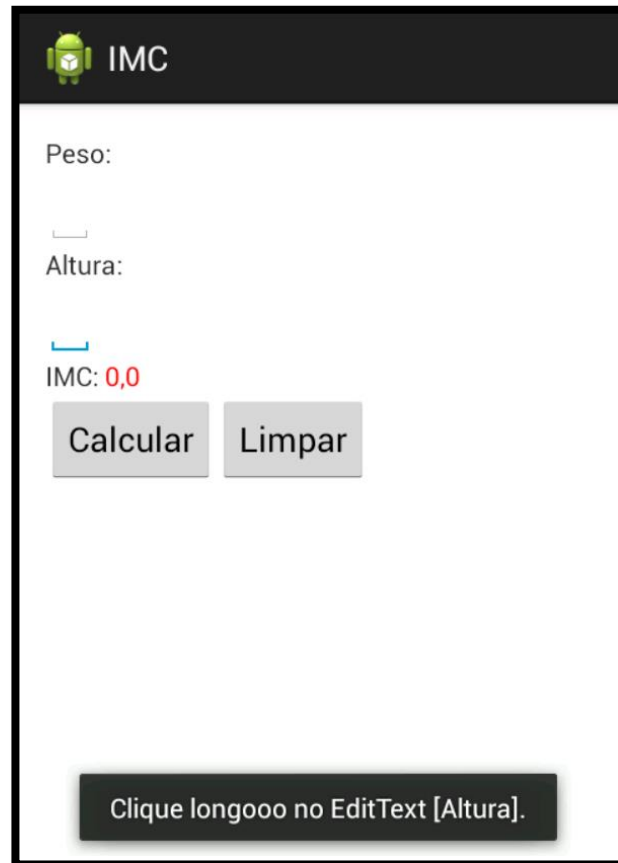 IMC
Peso:
Altura:
IMC: 0,0
Calcular Limpar
Clique longooo no EditText [Altura].